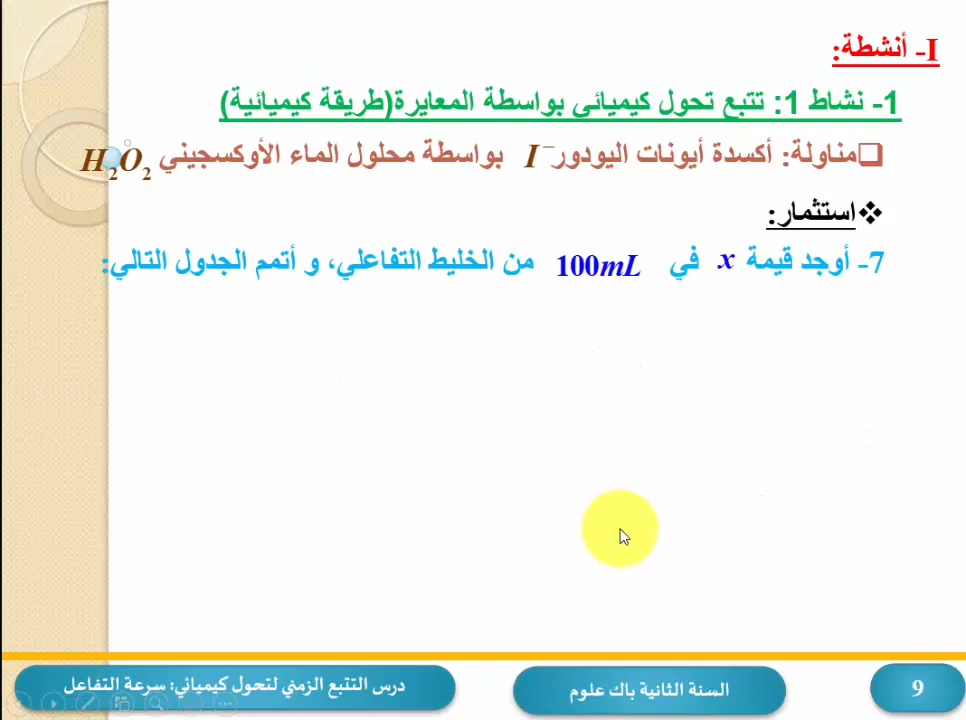 I- أنشطة:
1- نشاط 1: تتبع تحول كيميائي بواسطة المعايرة(طريقة كيميائية)
❑مناولة: أكسدة أيونات اليودور I⁻ بواسطة محلول الماء الأوكسجيني H₂O₂
❖استثمار:
7- أوجد قيمة x في 100mL من الخليط التفاعلي، و أتمم الجدول التالي:
9
السنة الثانية باك علوم
درس التتبع الزمني لتحول كيميائي: سرعة التفاعل